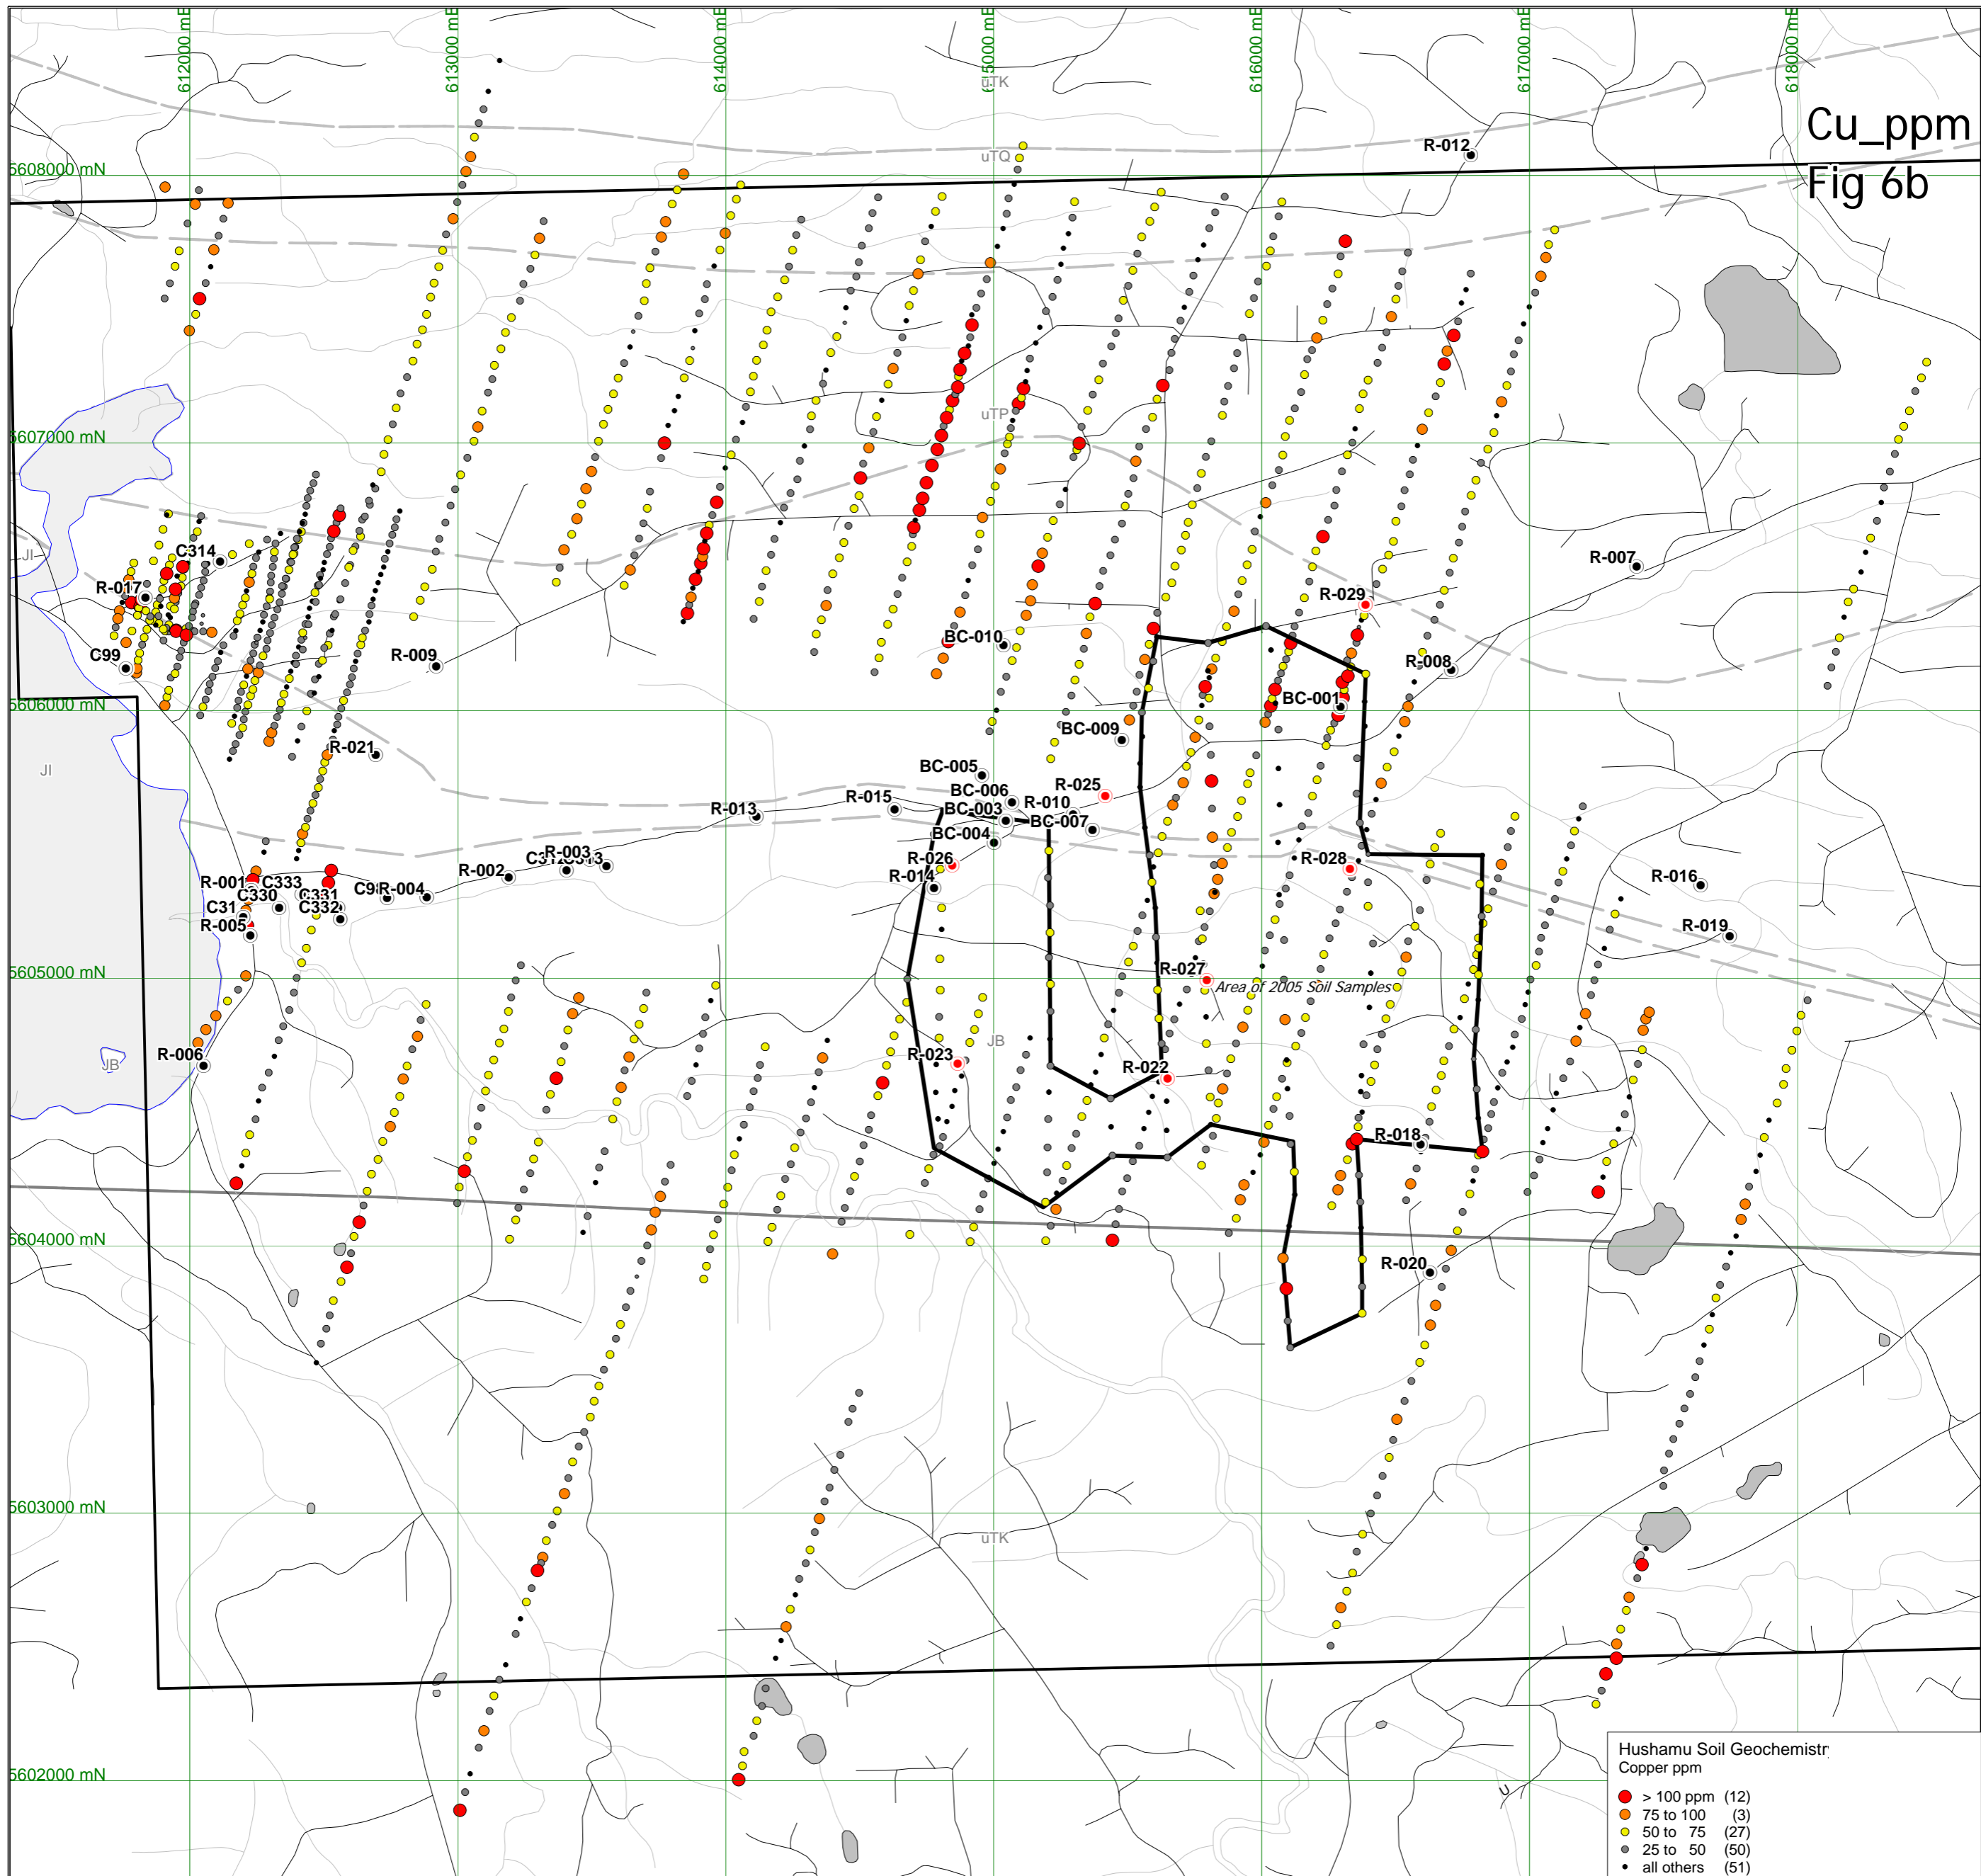 612000 mE
613000 mE
614000 mE
615000 mE
616000 mE
617000 mE
618000 mE
uTK
Cu_ppm
R-012
uTQ
5608000 mN
Fig 6b
uTP
5607000 mN
JI
C314
R-007
R-017
R-029
BC-010
C99
R-009
R-008
5606000 mN
BC-001
BC-009
R-021
JI
BC-005
R-025
BC-006
R-015
R-010
R-013
BC-003
BC-007
BC-004
R-003
R-026
R-028
R-002
R-001
C333
R-014
R-016
C330
C331
R-004
C31
C332
R-005
R-019
5605000 mN
R-027
Area of 2005 Soil Samples
JB
R-006
R-023
JB
R-022
R-018
5604000 mN
R-020
5603000 mN
uTK
5602000 mN
Hushamu Soil Geochemistr
Copper ppm
> 100 ppm (12)
75 to 100 (3)
50 to 75 (27)
25 to 50 (50)
all others (51)